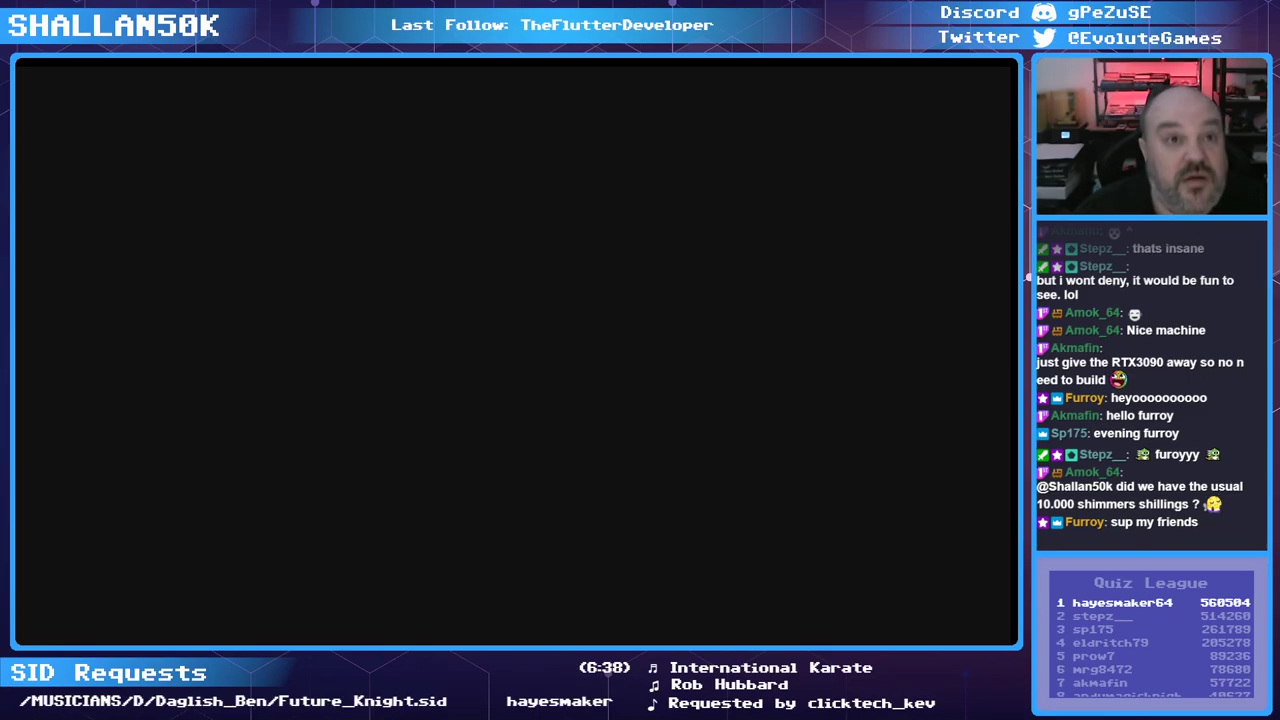 SHALLAN50K
Last Follow: TheFlutterDeveloper
Discord gPeZuSE
Twitter @EvoluteGames
Akmafin:
Stepz__: thats insane
Stepz__:
but i wont deny, it would be fun to
see. lol
Amok_64:
Amok_64: Nice machine
Akmafin:
just give the RTX3090 away so no n
eed to build
Furroy: heyoooooooooo
Akmafin: hello furroy
Sp175: evening furroy
Stepz__: furoyyy
Amok_64:
@Shallan50k did we have the usual
10.000 shimmers shillings ?
Furroy: sup my friends
Quiz League
1 hayesmaker64 560504
2 stepz__ 514260
3 sp175 261789
4 eldritch79 205278
5 prow7 89236
6 mrg8472 78680
7 akmafin 57722
SID Requests
/MUSICIANS/D/Daglish_Ben/Future_Knight.sid hayesmaker
(6:38) ♫ International Karate
♫ Rob Hubbard
♪ Requested by clicktech_kev